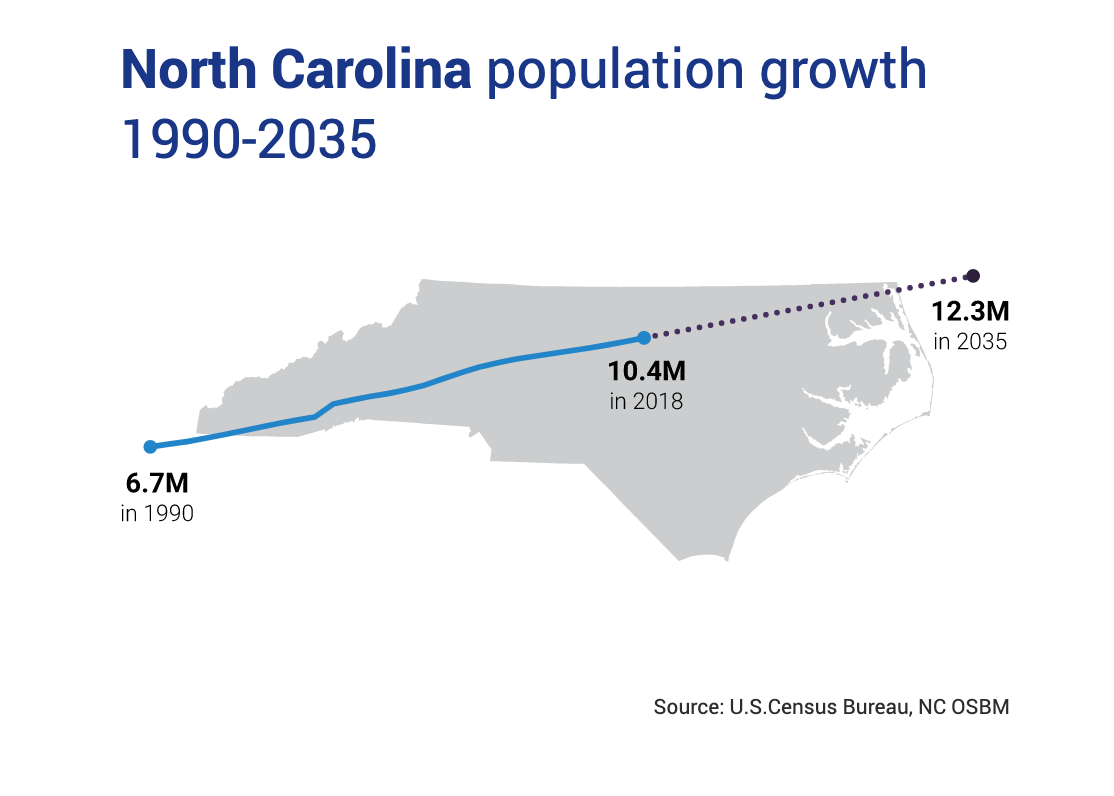 North Carolina population growth
1990-2035
12.3M
in 2035
10.4M
in 2018
6.7M
in 1990
Source: U.S.Census Bureau, NC OSBM